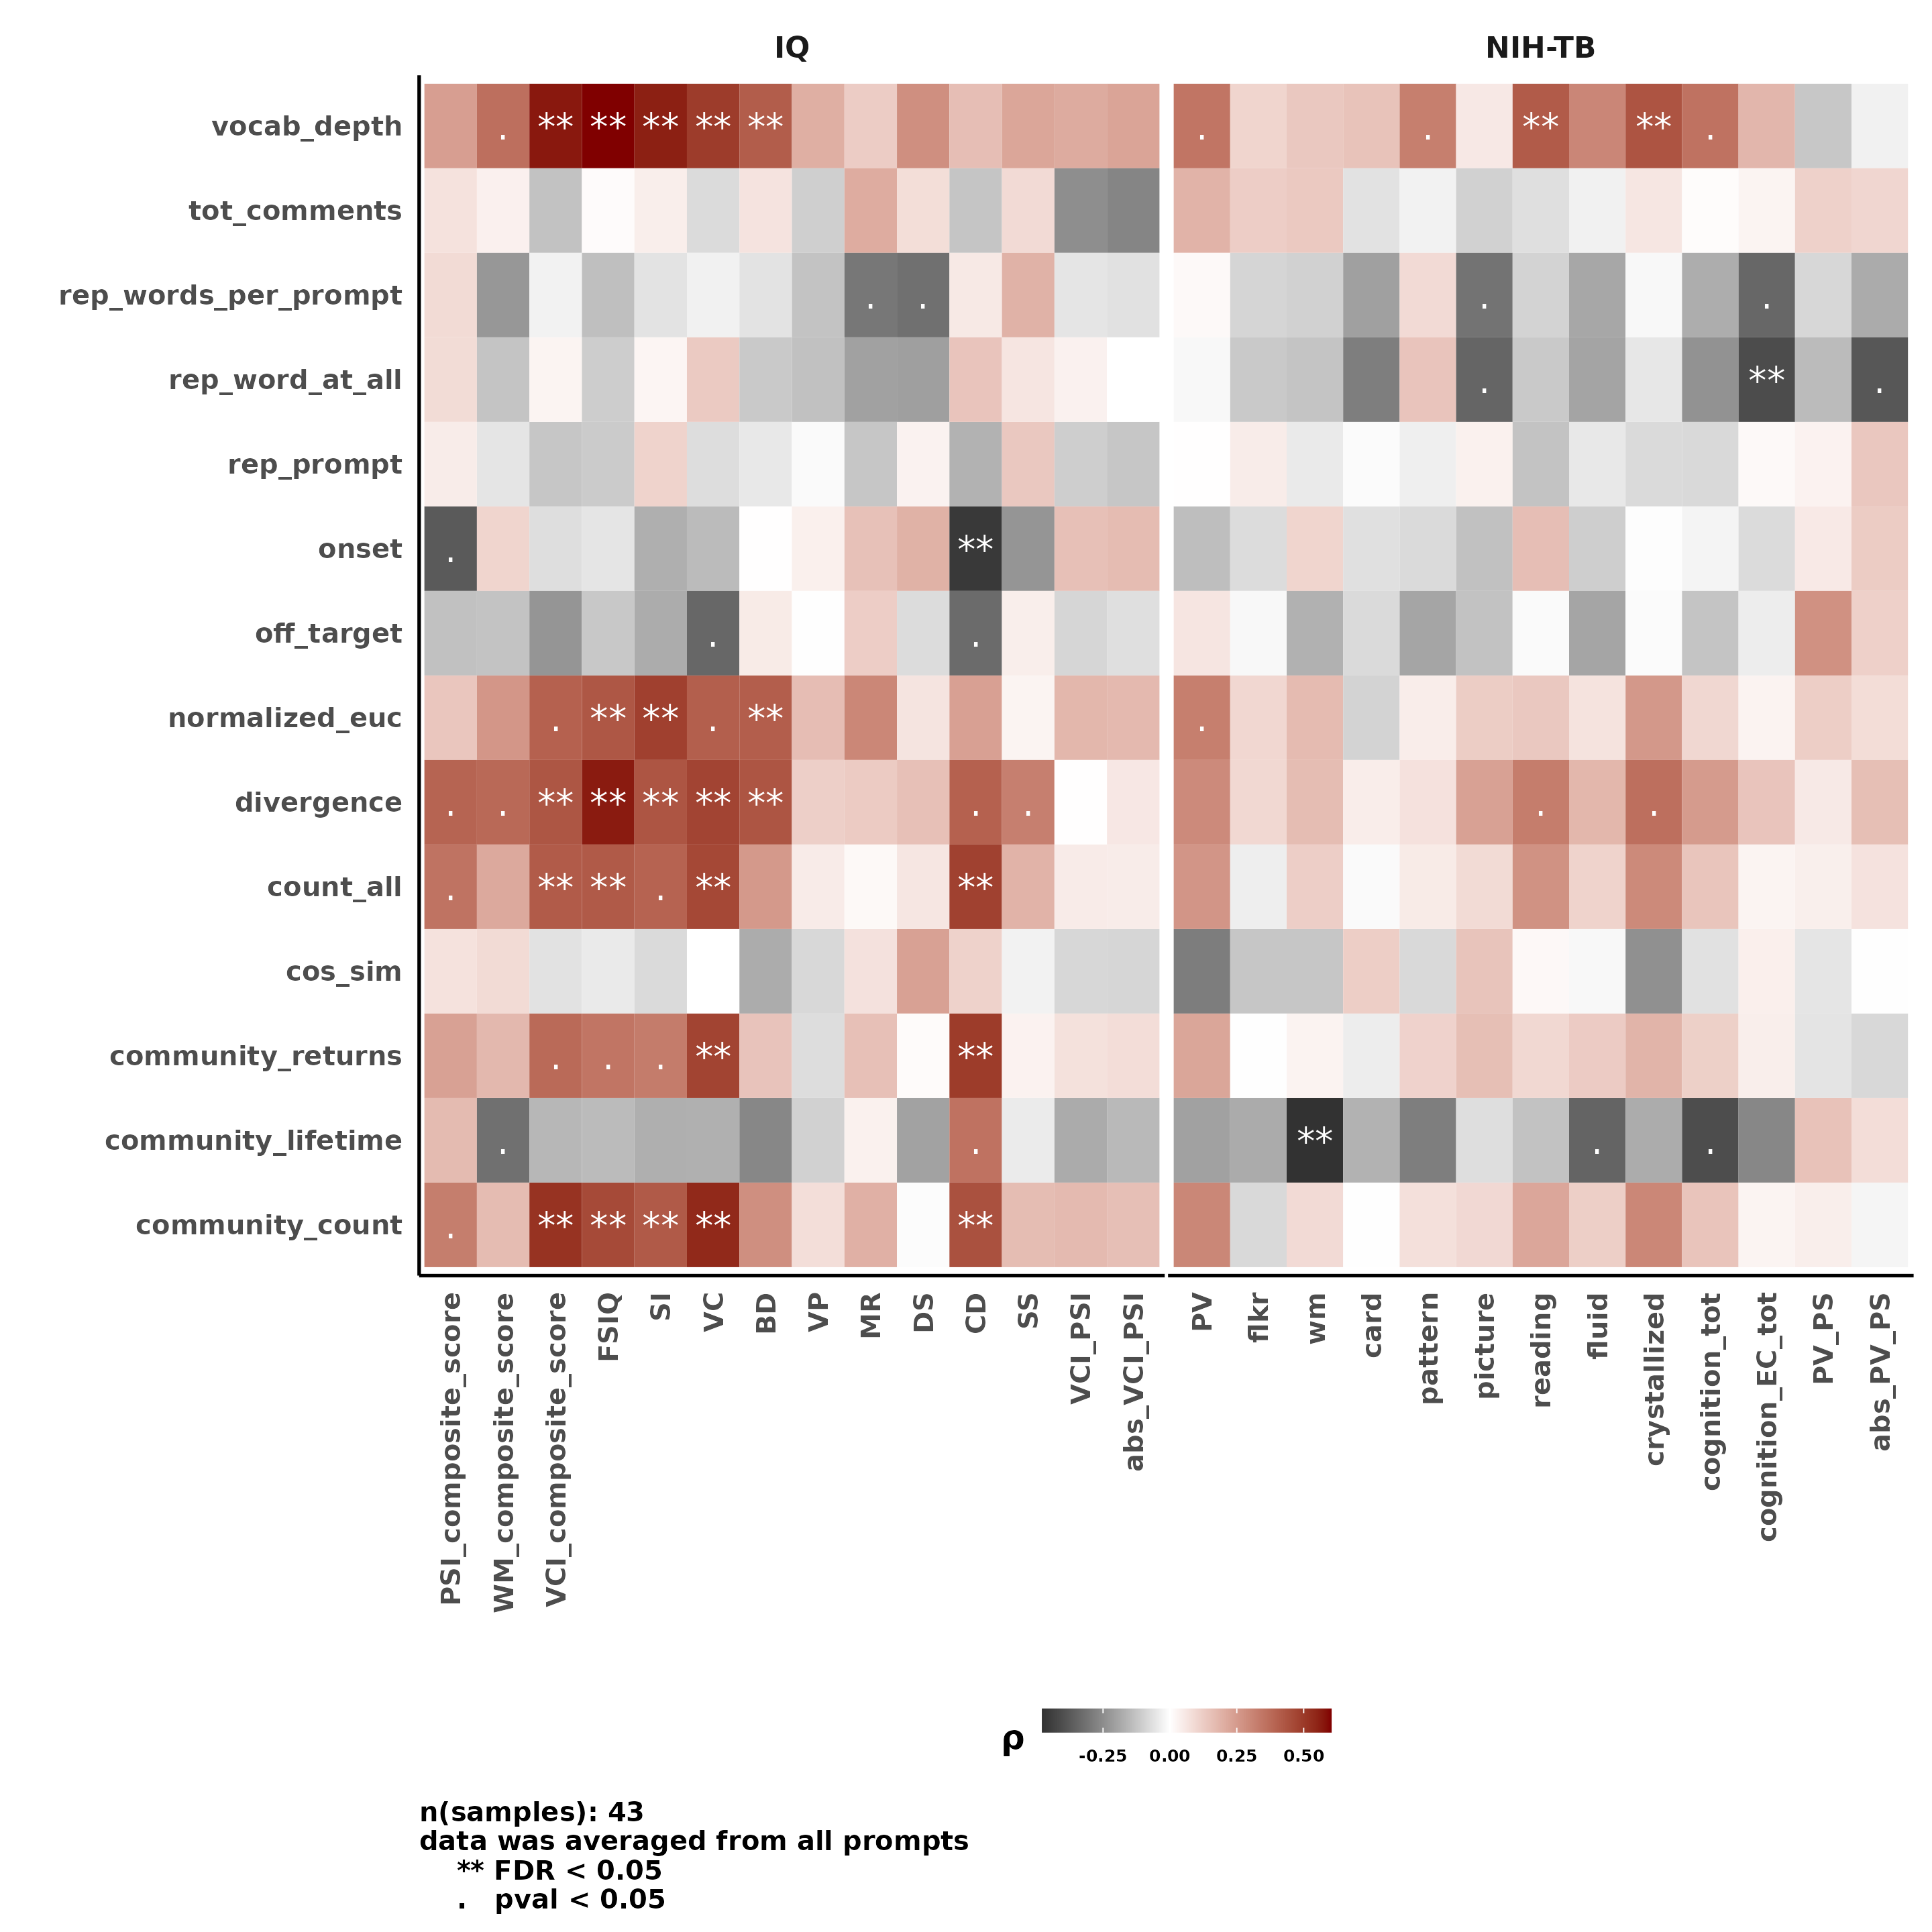 IQ NIH-TB
vocab_depth . ** ** ** ** ** . . ** ** .
tot_comments
rep_words_per_prompt . . . .
rep_word_at_all . ** .
rep_prompt
onset . **
off_target . .
normalized_euc . ** ** . ** .
divergence . . ** ** ** ** ** . . . .
count_all . ** ** . ** **
cos_sim
community_returns . . . ** **
community_lifetime . . ** . .
community_count . ** ** ** ** **
PSI_composite_score
WM_composite_score
VCI_composite_score
FSIQ
SI
VC
BD
VP
MR
DS
CD
SS
VCI_PSI
abs_VCI_PSI
PV
flkr
wm
card
pattern
picture
reading
fluid
crystallized
cognition_tot
cognition_EC_tot
PV_PS
abs_PV_PS
ρ
-0.25 0.00 0.25 0.50
n(samples): 43
data was averaged from all prompts
** FDR < 0.05
. pval < 0.05